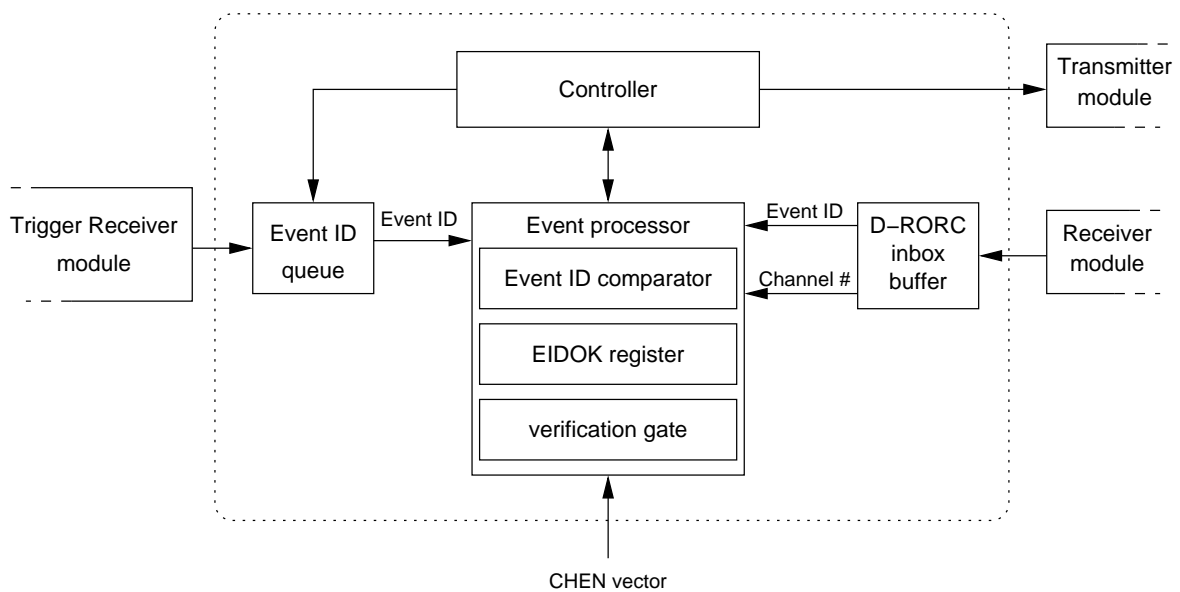 Controller
Transmitter
module
Trigger Receiver
module
Event ID
queue
Event ID
Event processor
Event ID comparator
EIDOK register
verification gate
Event ID
Channel #
D−RORC
inbox
buffer
Receiver
module
CHEN vector